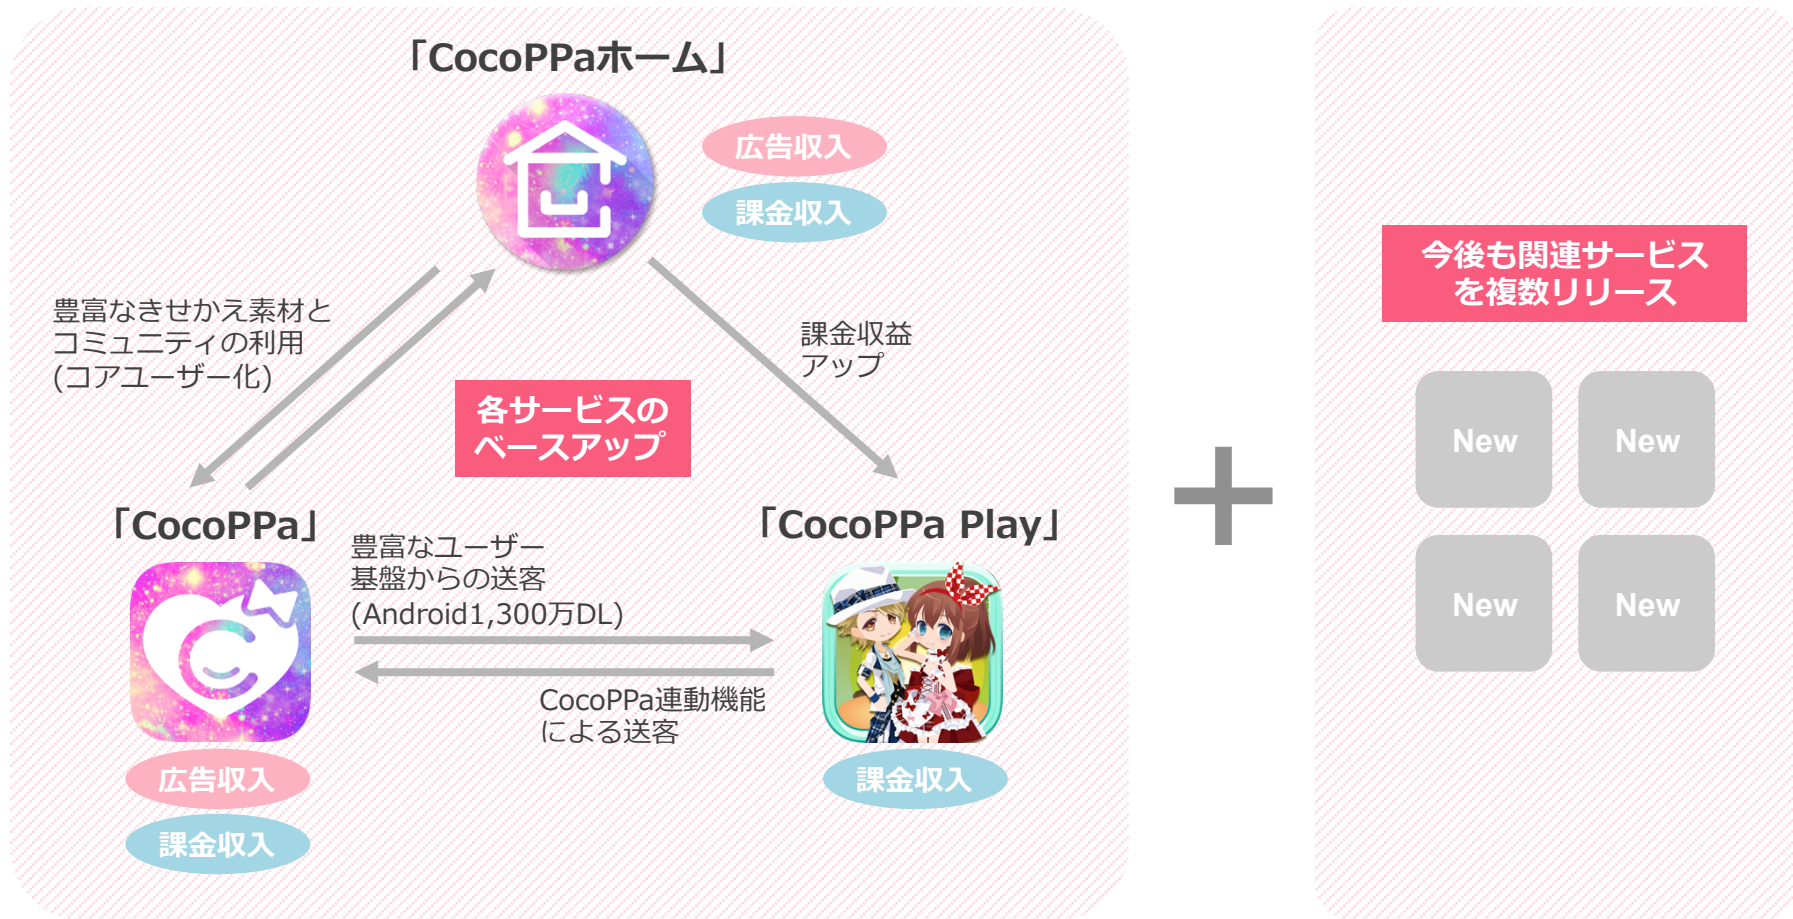 「CocoPPaホーム」
広告収入
課金収入
豊富なきせかえ素材と
コミュニティの利用
(コアユーザー化)
課金収益
アップ
各サービスの
ベースアップ
「CocoPPa」
豊富なユーザー
基盤からの送客
(Android1,300万DL)
CocoPPa連動機能
による送客
広告収入
課金収入
「CocoPPa Play」
課金収入
今後も関連サービス
を複数リリース
New
New
New
New